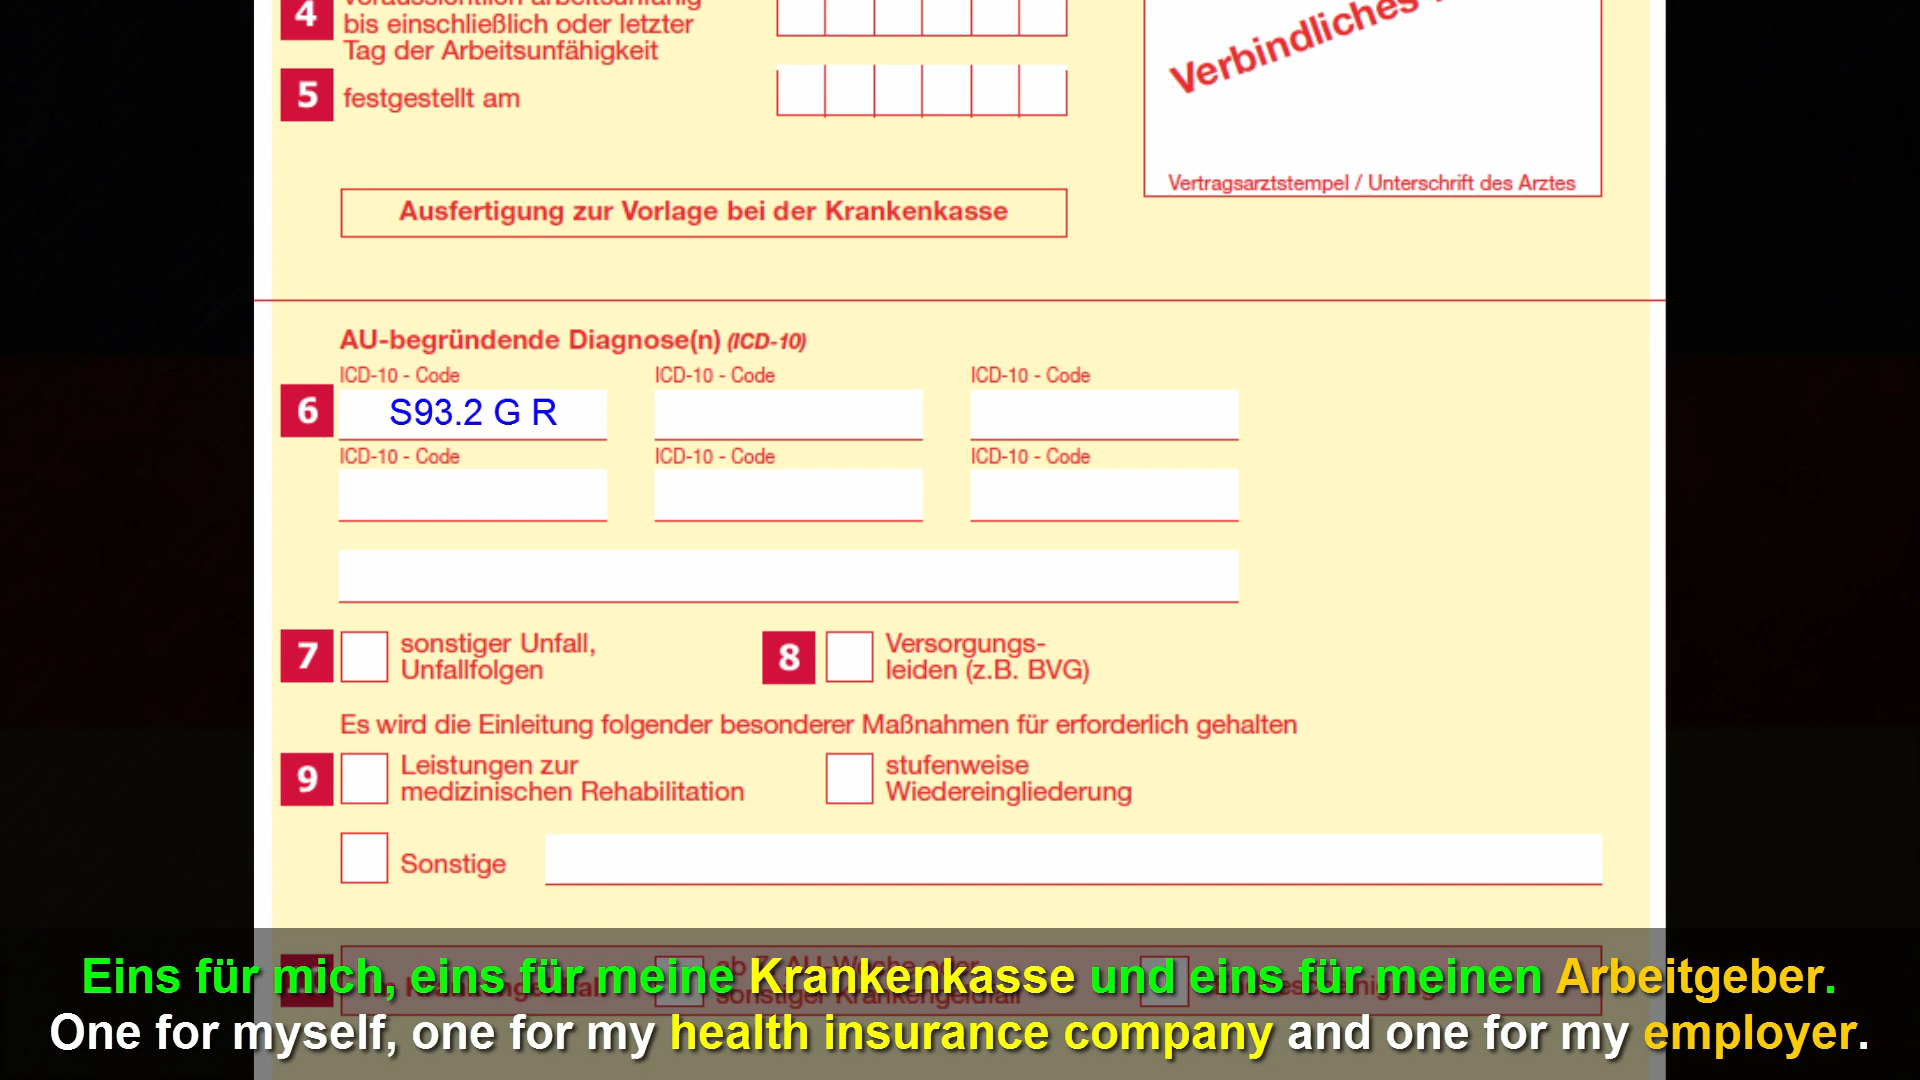 4
bis einschließlich oder letzter
Tag der Arbeitsunfähigkeit
5 festgestellt am
Verbindliches
Vertragsarztstempel / Unterschrift des Arztes
Ausfertigung zur Vorlage bei der Krankenkasse
AU-begründende Diagnose(n) (ICD-10)
ICD-10 - Code ICD-10 - Code ICD-10 - Code
6 S93.2 G R
ICD-10 - Code ICD-10 - Code ICD-10 - Code
7 sonstiger Unfall,
Unfallfolgen
8 Versorgungs-
leiden (z.B. BVG)
Es wird die Einleitung folgender besonderer Maßnahmen für erforderlich gehalten
9 Leistungen zur
medizinischen Rehabilitation
stufenweise
Wiedereingliederung
Sonstige
Eins für mich, eins für meine Krankenkasse und eins für meinen Arbeitgeber.
One for myself, one for my health insurance company and one for my employer.